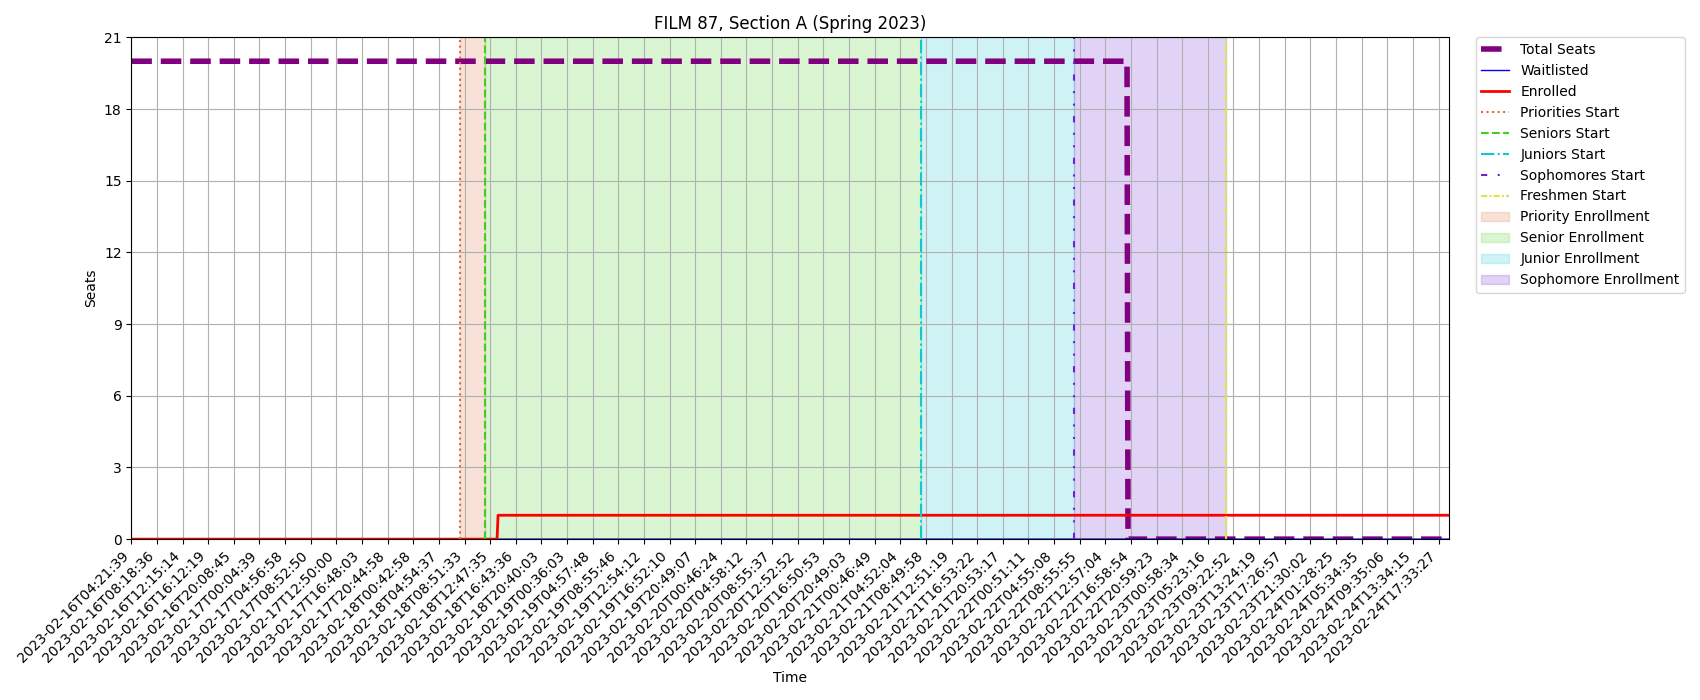 FILM 87, Section A (Spring 2023)
21
18
15
12
9
6
3
0
Seats
2023-02-16T04:21:39
2023-02-16T08:18:36
2023-02-16T12:15:14
2023-02-16T16:12:19
2023-02-16T20:08:45
2023-02-17T00:04:39
2023-02-17T04:56:58
2023-02-17T08:52:50
2023-02-17T12:50:00
2023-02-17T16:48:03
2023-02-17T20:44:58
2023-02-18T00:42:58
2023-02-18T04:54:37
2023-02-18T08:51:33
2023-02-18T12:47:35
2023-02-18T16:43:36
2023-02-18T20:40:03
2023-02-19T00:36:03
2023-02-19T04:57:48
2023-02-19T08:55:46
2023-02-19T12:54:12
2023-02-19T16:52:10
2023-02-19T20:49:07
2023-02-20T00:46:24
2023-02-20T04:58:12
2023-02-20T08:55:37
2023-02-20T12:52:52
2023-02-20T16:50:53
2023-02-20T20:49:03
2023-02-21T00:46:49
2023-02-21T04:52:04
2023-02-21T08:49:58
2023-02-21T12:51:19
2023-02-21T16:53:22
2023-02-21T20:53:17
2023-02-22T00:51:11
2023-02-22T04:55:08
2023-02-22T08:55:55
2023-02-22T12:57:04
2023-02-22T16:58:54
2023-02-22T20:59:23
2023-02-23T00:58:34
2023-02-23T05:23:16
2023-02-23T09:22:52
2023-02-23T13:24:19
2023-02-23T17:26:57
2023-02-23T21:30:02
2023-02-24T01:28:25
2023-02-24T05:34:35
2023-02-24T09:35:06
2023-02-24T13:34:15
2023-02-24T17:33:27
Time
Total Seats
Waitlisted
Enrolled
Priorities Start
Seniors Start
Juniors Start
Sophomores Start
Freshmen Start
Priority Enrollment
Senior Enrollment
Junior Enrollment
Sophomore Enrollment